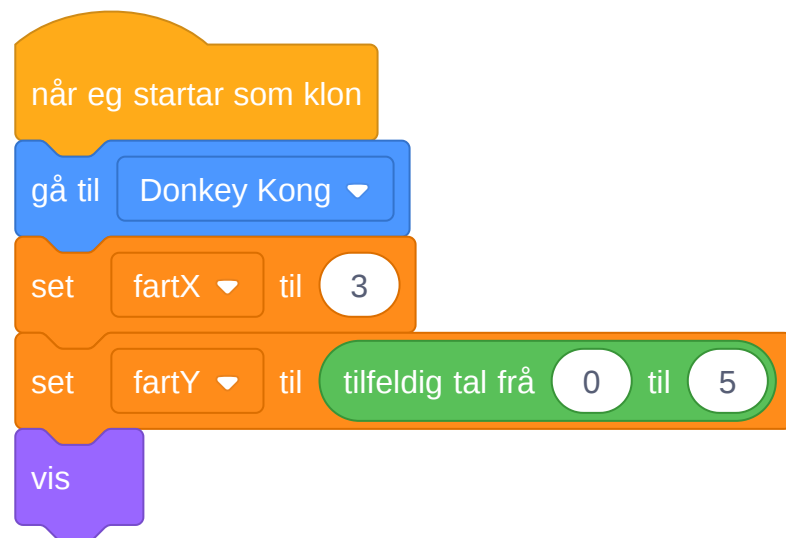 når eg startar som klon
gå til Donkey Kong
set fartX til 3
set fartY til tilfeldig tal frå 0 til 5
vis